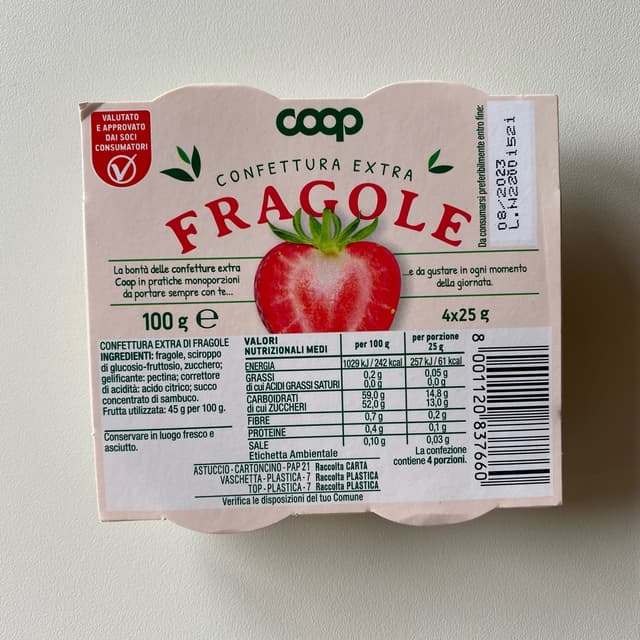 VALUTATO
E APPROVATO
DAI SOCI
CONSUMATORI
coop
CONFETTURA EXTRA
FRAGOLE
La bontà delle confetture extra
Coop in pratiche monoporzioni
da portare sempre con te...
...e da gustare in ogni momento
della giornata.
100 g ℮
4x25 g
Da consumarsi preferibilmente entro fine:
08/2023
L.N2200i52i
CONFETTURA EXTRA DI FRAGOLE
INGREDIENTI: fragole, sciroppo
di glucosio-fruttosio, zucchero;
gelificante: pectina; correttore
di acidità: acido citrico; succo
concentrato di sambuco.
Frutta utilizzata: 45 g per 100 g.
Conservare in luogo fresco e
asciutto.
VALORI
NUTRIZIONALI MEDI
per 100 g
per porzione
25 g
ENERGIA 1029 kJ / 242 kcal 257 kJ / 61 kcal
GRASSI 0,2 g 0,05 g
di cui ACIDI GRASSI SATURI 0,0 g 0,0 g
CARBOIDRATI 59,0 g 14,8 g
di cui ZUCCHERI 52,0 g 13,0 g
FIBRE 0,7 g 0,2 g
PROTEINE 0,4 g 0,1 g
SALE 0,10 g 0,03 g
Etichetta Ambientale
La confezione
contiene 4 porzioni.
ASTUCCIO - CARTONCINO - PAP 21 Raccolta CARTA
VASCHETTA - PLASTICA - 7 Raccolta PLASTICA
TOP - PLASTICA - 7 Raccolta PLASTICA
Verifica le disposizioni del tuo Comune
8 001120 837660